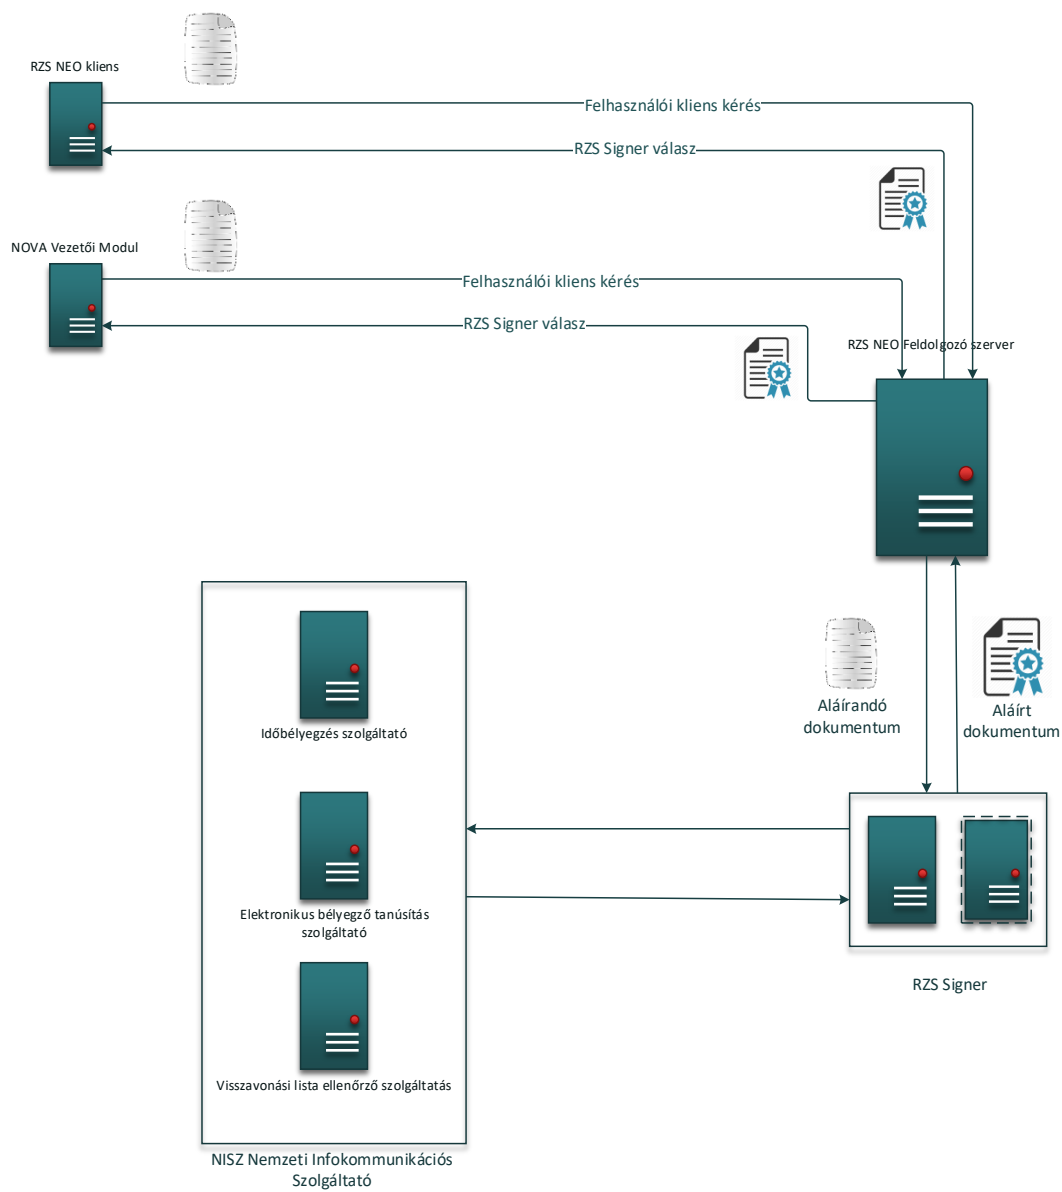 RZS NEO kliens
Felhasználói kliens kérés
RZS Signer válasz
NOVA Vezetői Modul
Felhasználói kliens kérés
RZS Signer válasz
RZS NEO Feldolgozó szerver
Aláírandó
dokumentum
Aláírt
dokumentum
Időbélyegzés szolgáltató
Elektronikus bélyegző tanúsítás
szolgáltató
Visszavonási lista ellenőrző szolgáltatás
RZS Signer
NISZ Nemzeti Infokommunikációs
Szolgáltató